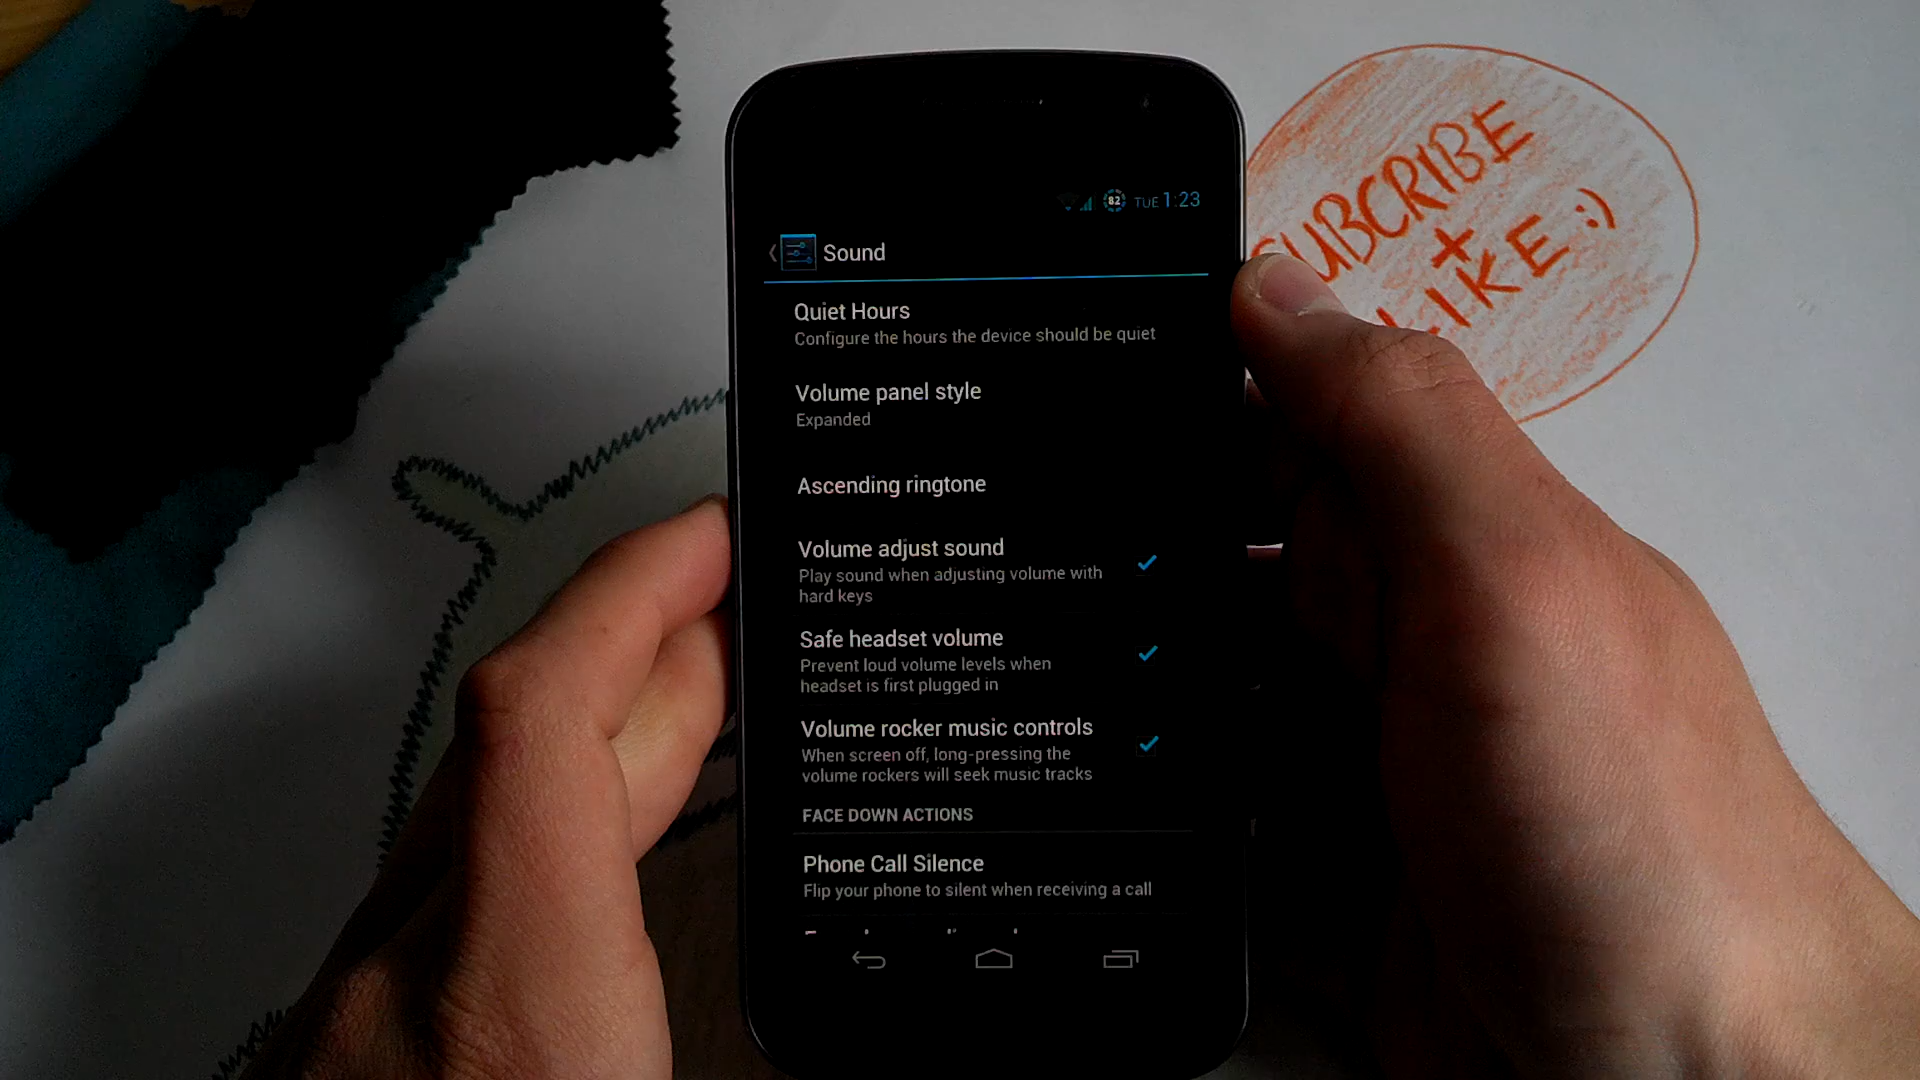 82 TUE 1:23
Sound
Quiet Hours
Configure the hours the device should be quiet
Volume panel style
Expanded
Ascending ringtone
Volume adjust sound
Play sound when adjusting volume with
hard keys
Safe headset volume
Prevent loud volume levels when
headset is first plugged in
Volume rocker music controls
When screen off, long-pressing the
volume rockers will seek music tracks
FACE DOWN ACTIONS
Phone Call Silence
Flip your phone to silent when receiving a call
SUBCRIBE
+
LIKE :)